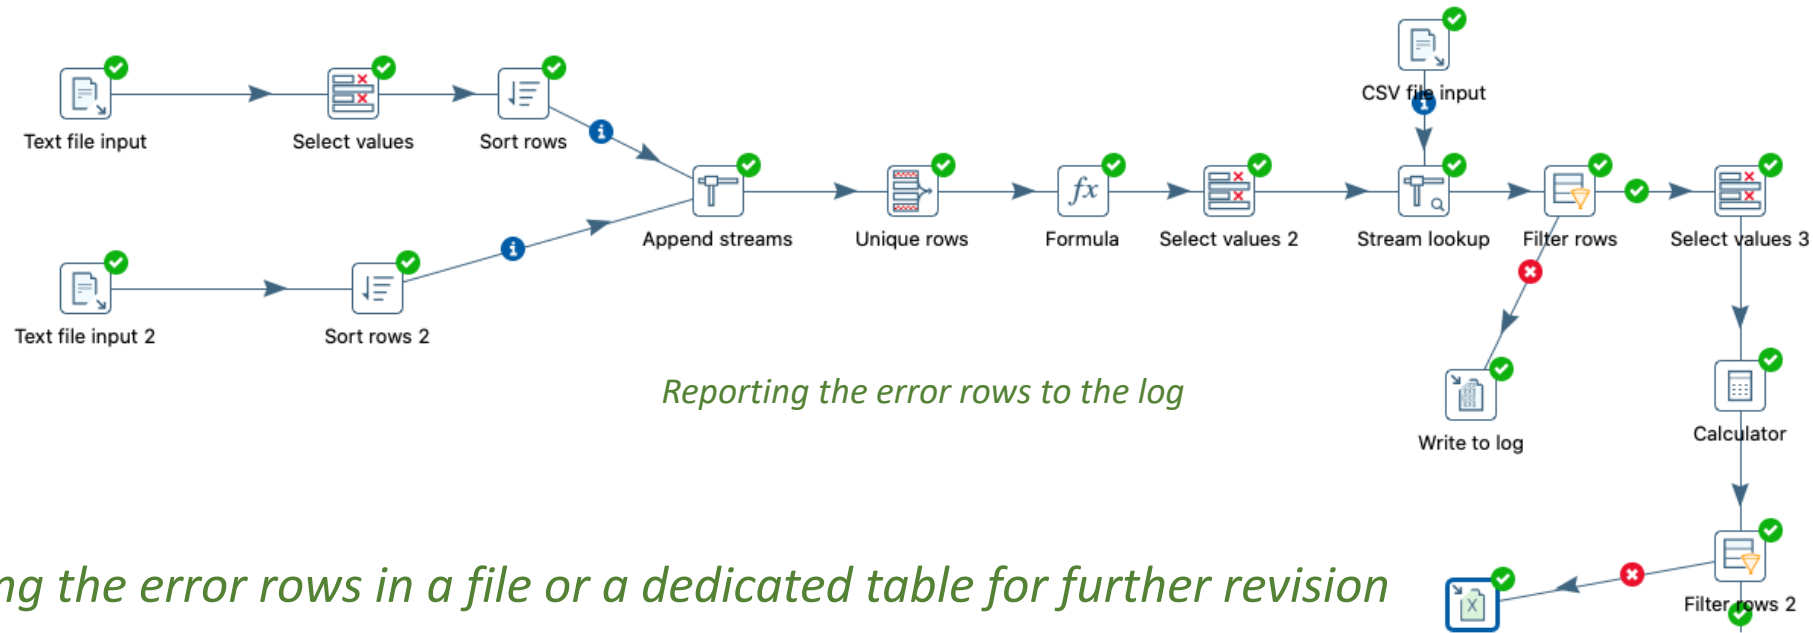 CSV file input
Text file input
Select values
Sort rows
Append streams
Unique rows
Formula
Select values 2
Stream lookup
Filter rows
Select values 3
Text file input 2
Sort rows 2
Reporting the error rows to the log
Write to log
Calculator
the error rows in a file or a dedicated table for further revision
Filter rows 2